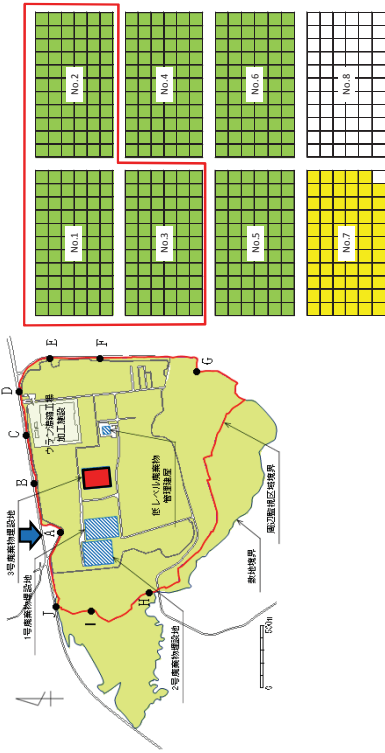 No.2
No.4
No.6
No.8
No.1
No.3
No.5
No.7
A
B
C
D
E
F
G
H
I
J
ウラン濃縮工場
加工施設
3号廃棄物埋設地
1号廃棄物埋設地
2号廃棄物埋設地
低レベル廃棄物
管理建屋
周辺監視区域境界
敷地境界
0
500m